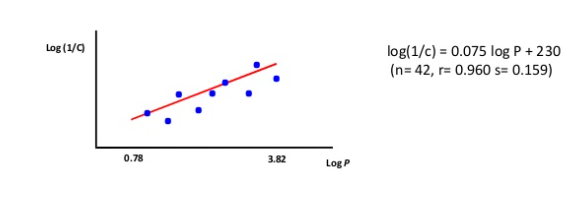 Log (1/C)
log(1/c) = 0.075 log P + 230
(n= 42, r= 0.960 s= 0.159)
0.78
3.82
Log P